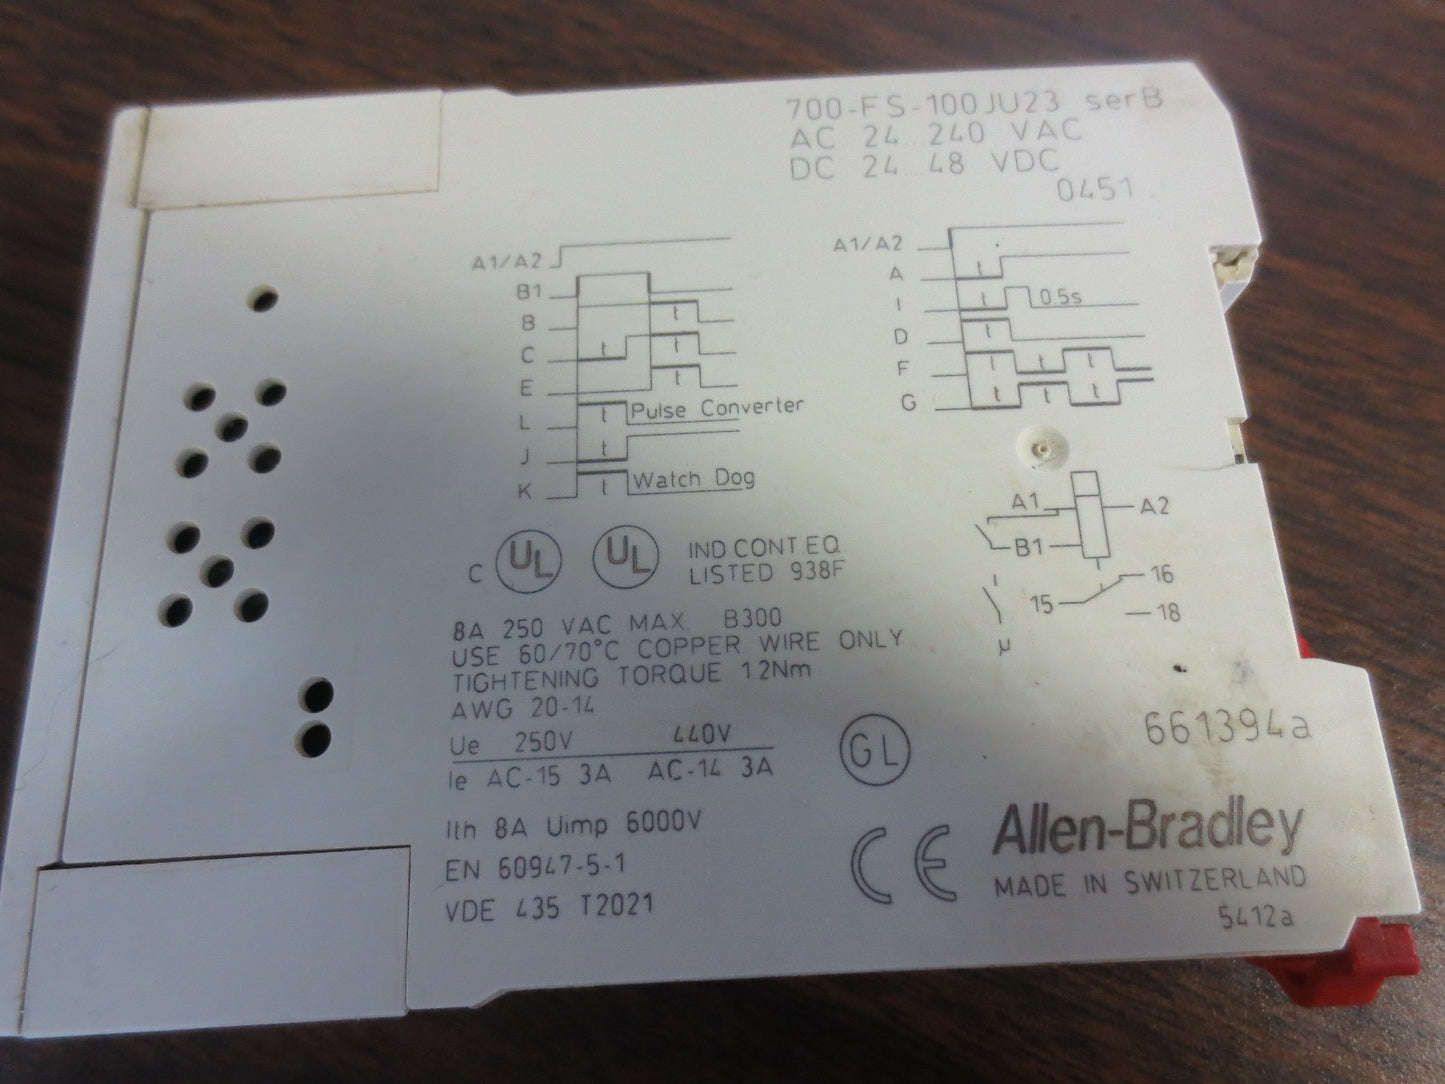 700-FS-100JU23 serB
AC 24...240 VAC
DC 24...48 VDC
0451
A1/A2
B1
B t
C t t
E t
L t Pulse Converter
J t
K t Watch Dog
A1/A2
A t
I t 0.5s
D t
F t t t
G t t t
A1 A2
B1
15 16
18
µ
C UL UL IND.CONT.EQ
LISTED 938F
8A 250 VAC MAX. B300
USE 60/70°C COPPER WIRE ONLY
TIGHTENING TORQUE 1.2Nm
AWG 20-14
Ue 250V 440V
Ie AC-15 3A AC-14 3A
Ith 8A Uimp 6000V
EN 60947-5-1
VDE 435 T2021
GL
CE
661394a
Allen-Bradley
MADE IN SWITZERLAND
5412a